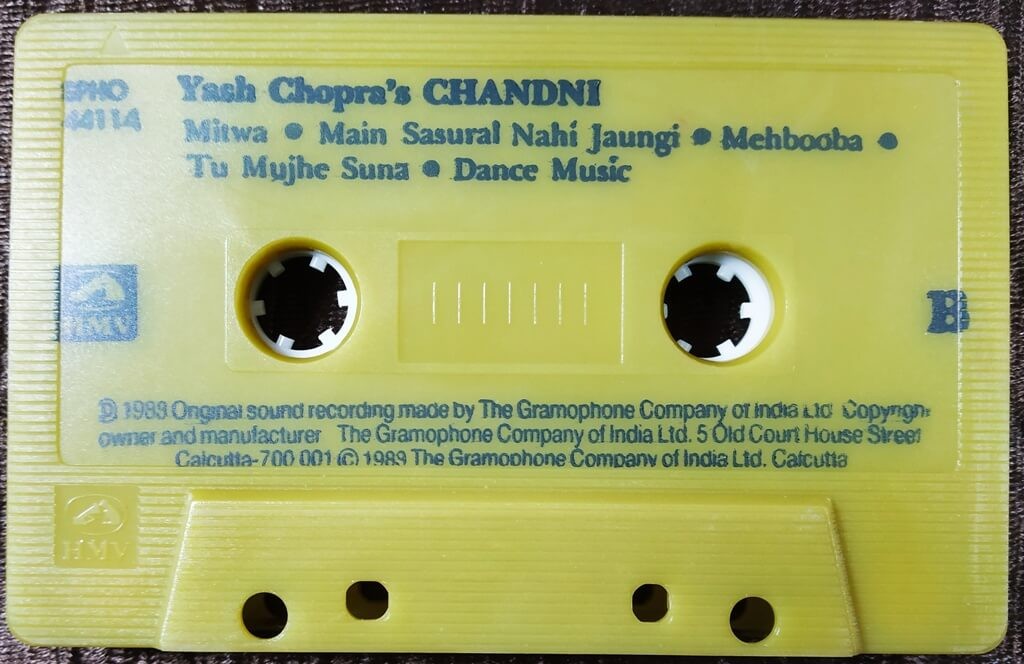 Yash Chopra's CHANDNI
Mitwa • Main Sasural Nahi Jaungi • Mehbooba •
Tu Mujhe Suna • Dance Music
HMV
B
Ⓟ 1989 Original sound recording made by The Gramophone Company of India Ltd Copyright
owner and manufacturer The Gramophone Company of India Ltd. 5 Old Court House Street
Calcutta-700 001 © 1989 The Gramophone Company of India Ltd. Calcutta
HMV